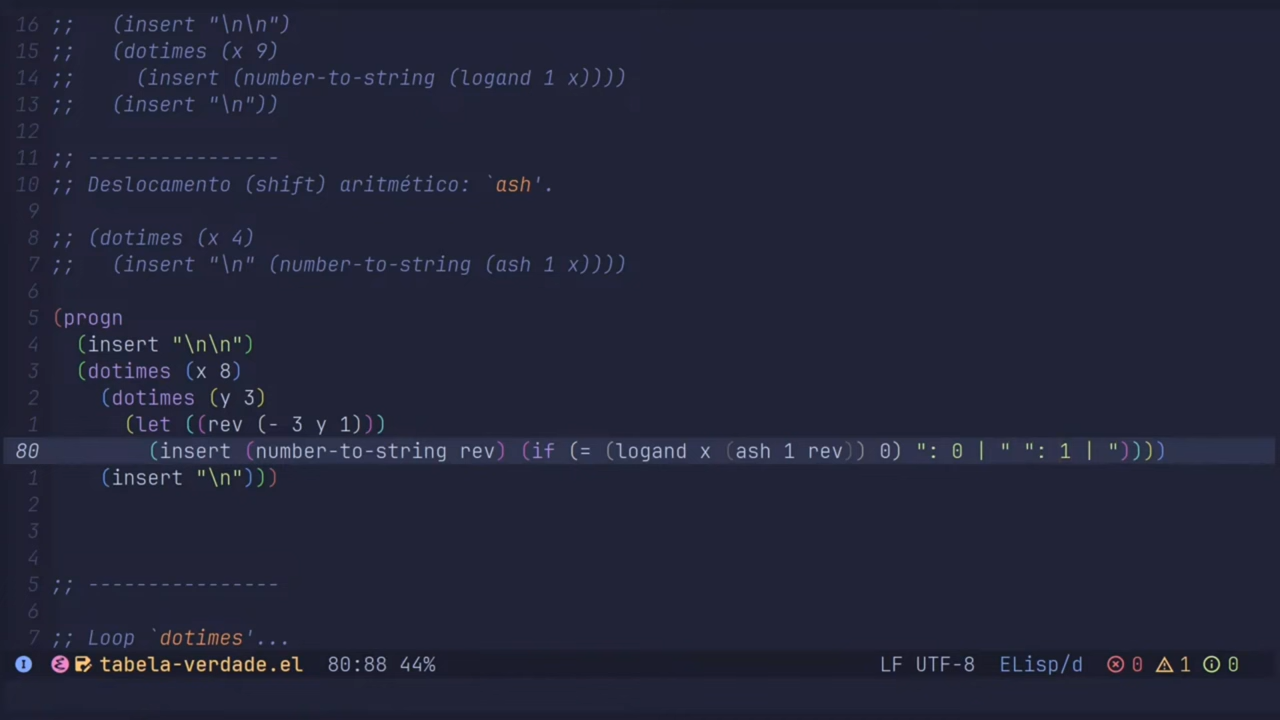 16 ;;   (insert "\n\n")
15 ;;   (dotimes (x 9)
14 ;;     (insert (number-to-string (logand 1 x))))
13 ;;   (insert "\n"))
12
11 ;; ----------------
10 ;; Deslocamento (shift) aritmético: `ash'.
9
8 ;; (dotimes (x 4)
7 ;;   (insert "\n" (number-to-string (ash 1 x))))
6
5 (progn
4   (insert "\n\n")
3   (dotimes (x 8)
2     (dotimes (y 3)
1       (let ((rev (- 3 y 1)))
80         (insert (number-to-string rev) (if (= (logand x (ash 1 rev)) 0) ": 0 | " ": 1 | "))))
1     (insert "\n")))
2
3
4
5 ;; ----------------
6
7 ;; Loop `dotimes'...
I tabela-verdade.el 80:88 44% LF UTF-8 ELisp/d 0 1 0